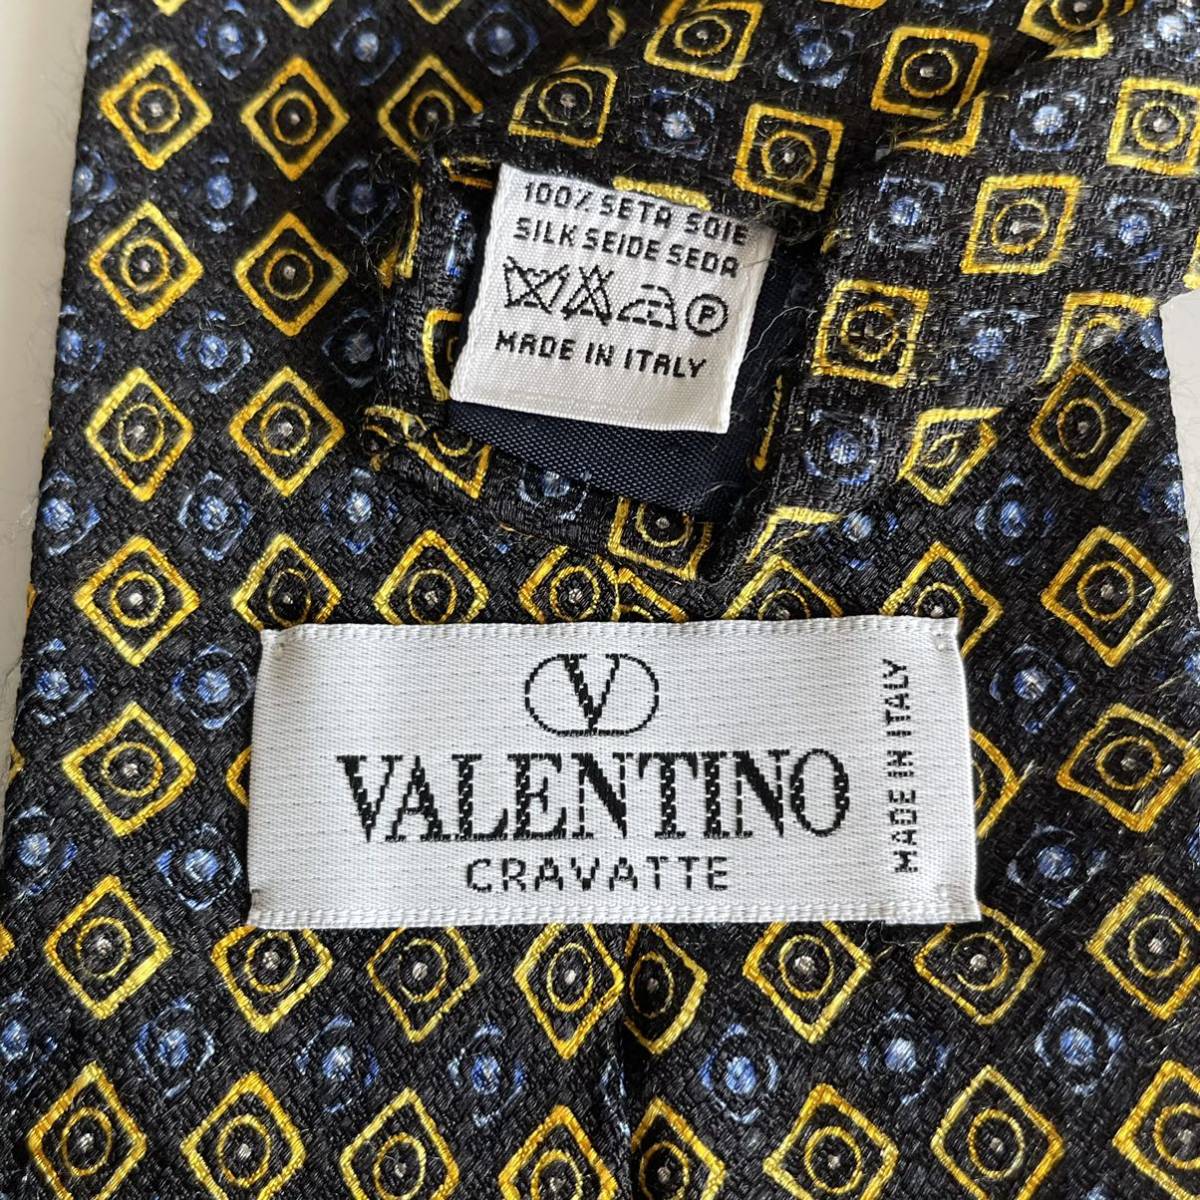 100% SETA SOIE
SILK SEIDE SEDA
P
MADE IN ITALY
V
VALENTINO
CRAVATTE
MADE IN ITALY